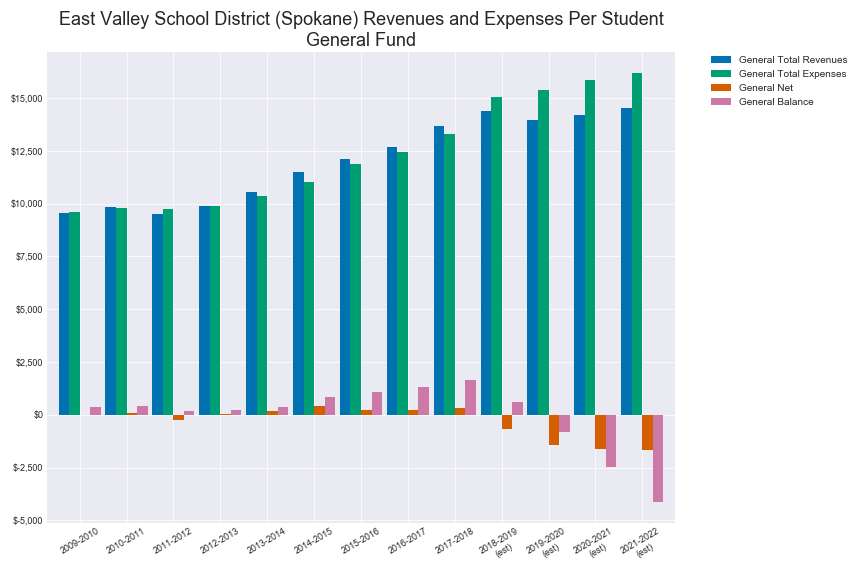 East Valley School District (Spokane) Revenues and Expenses Per Student
General Fund
General Total Revenues
General Total Expenses
General Net
General Balance
$15,000
$12,500
$10,000
$7,500
$5,000
$2,500
$0
$-2,500
$-5,000
2009-2010
2010-2011
2011-2012
2012-2013
2013-2014
2014-2015
2015-2016
2016-2017
2017-2018
2018-2019
(est)
2019-2020
(est)
2020-2021
(est)
2021-2022
(est)